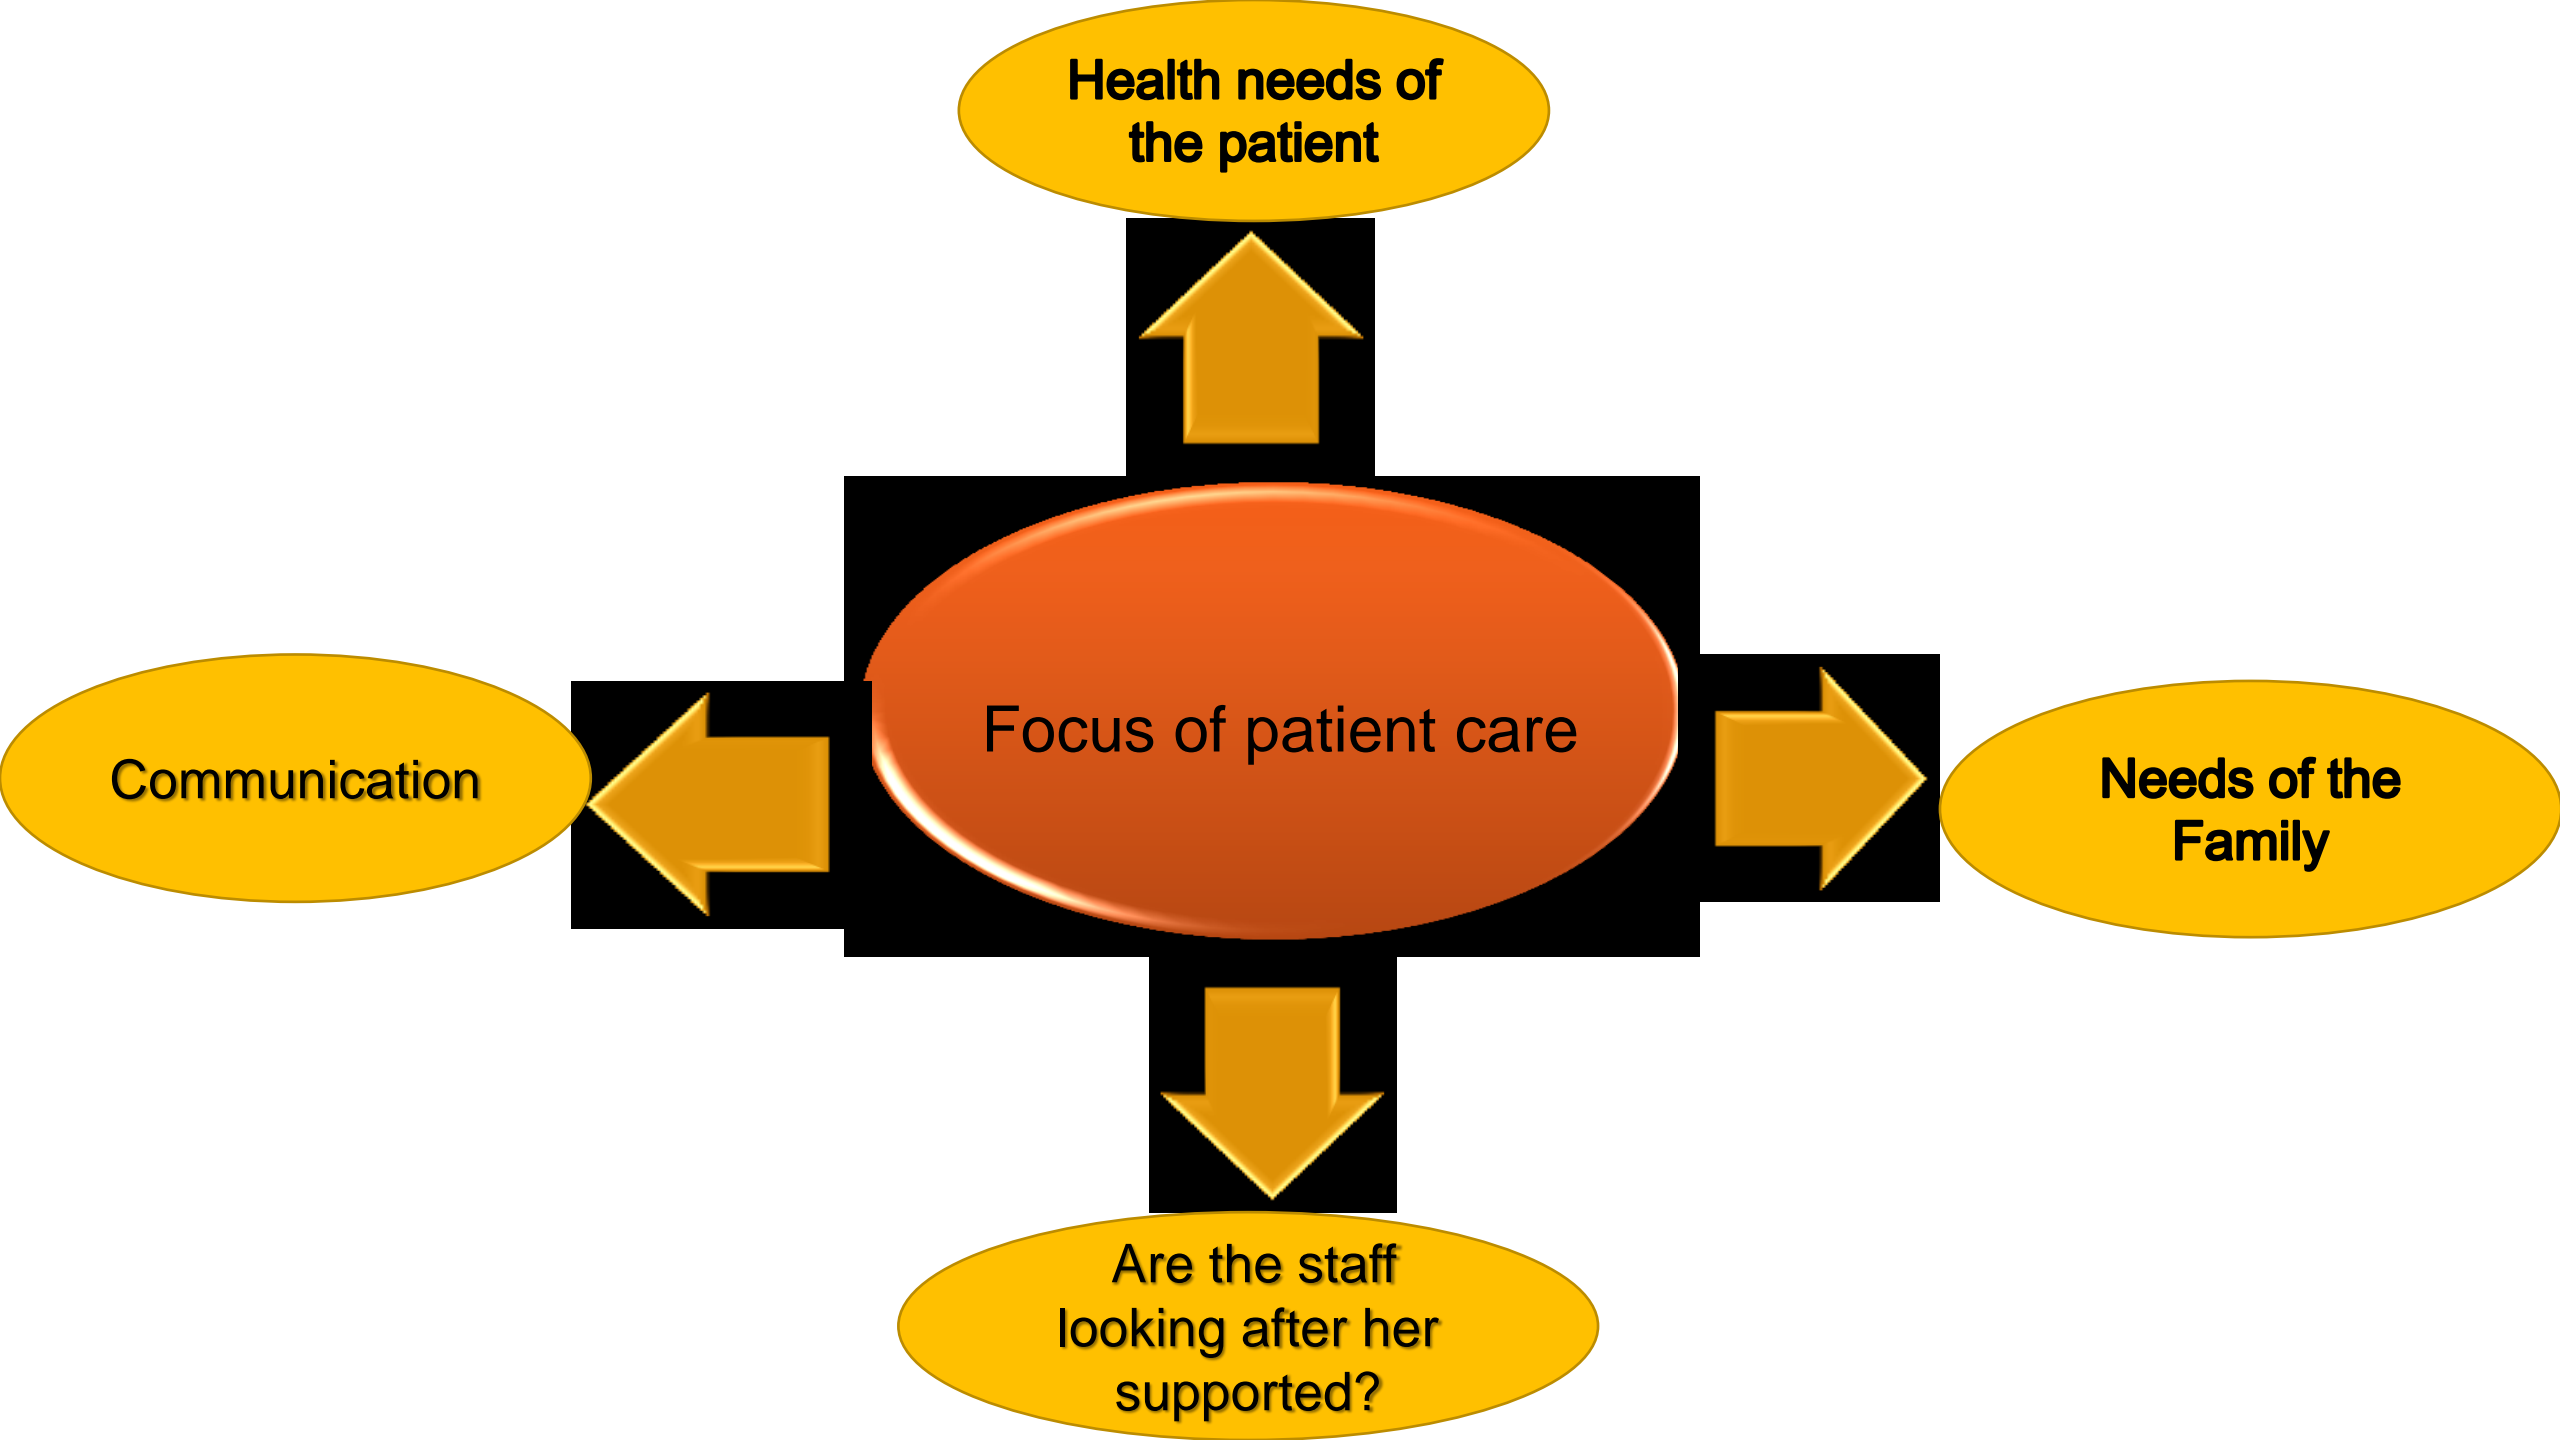 Health needs of
the patient
Focus of patient care
Communication
Needs of the
Family
Are the staff
looking after her
supported?